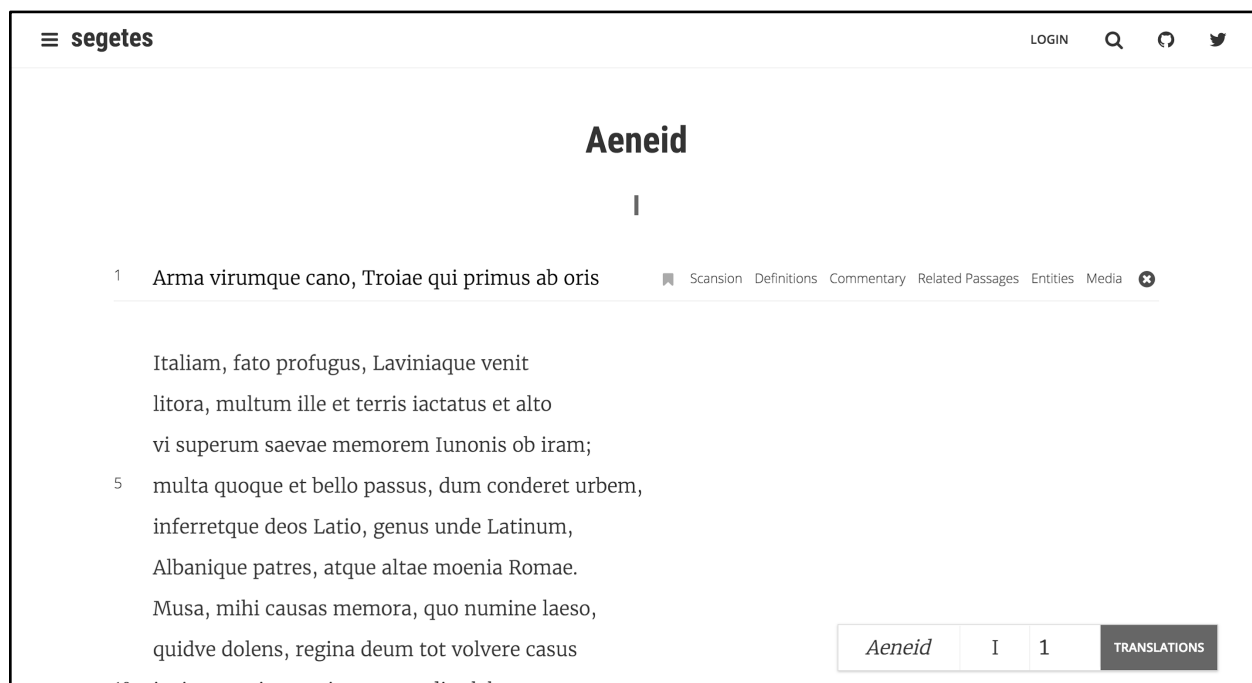 segetes LOGIN
Aeneid
I
1 Arma virumque cano, Troiae qui primus ab oris Scansion Definitions Commentary Related Passages Entities Media
Italiam, fato profugus, Laviniaque venit
litora, multum ille et terris iactatus et alto
vi superum saevae memorem Iunonis ob iram;
5 multa quoque et bello passus, dum conderet urbem,
inferretque deos Latio, genus unde Latinum,
Albanique patres, atque altae moenia Romae.
Musa, mihi causas memora, quo numine laeso,
quidve dolens, regina deum tot volvere casus
Aeneid I 1 TRANSLATIONS